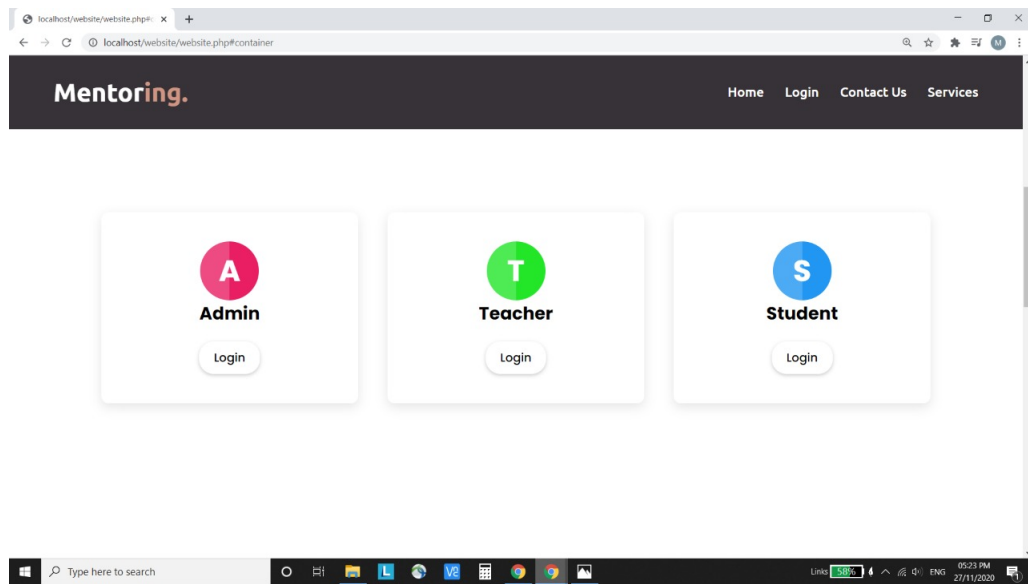 localhost/website/website.php#c
localhost/website/website.php#container
M
Mentoring.
Home Login Contact Us Services
A T S
Admin Teacher Student
Login Login Login
Type here to search
L
Links 58% ENG 05:23 PM
27/11/2020